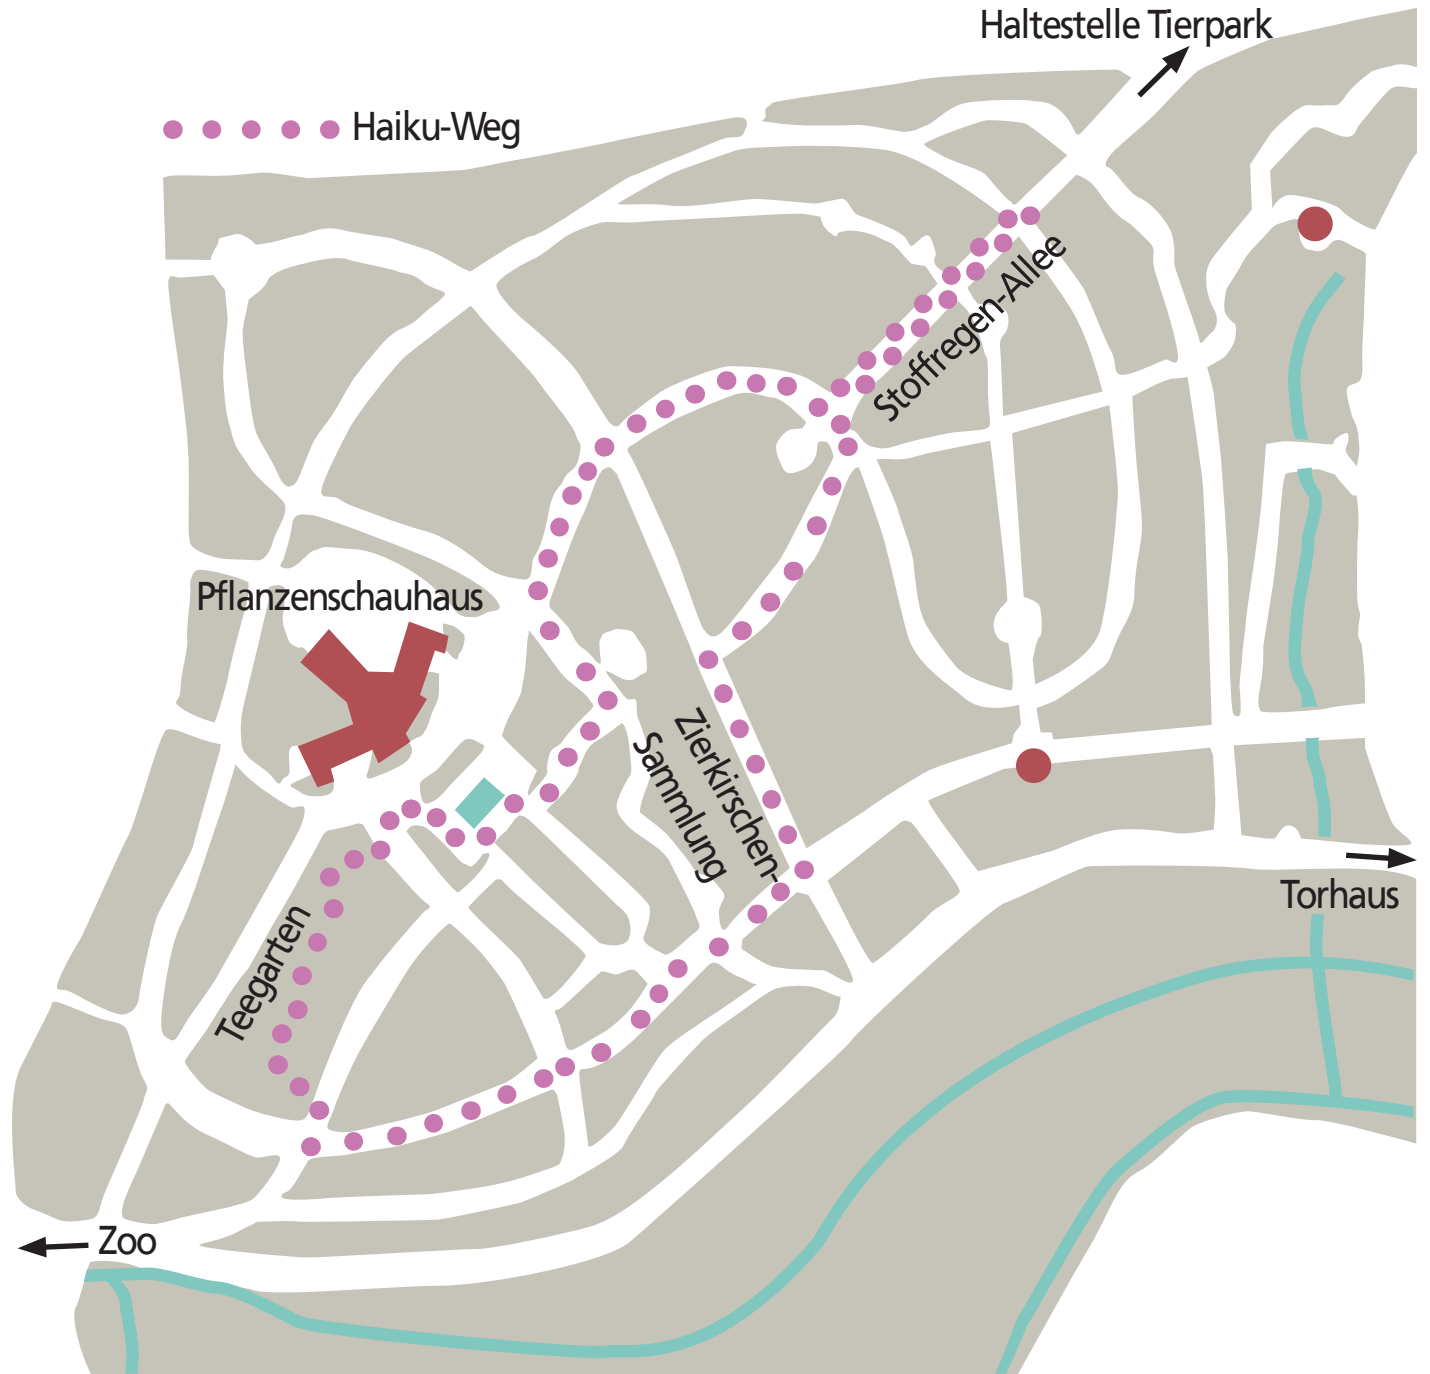 Haltestelle Tierpark
Haiku-Weg
Stoffregen-Allee
Pflanzenschauhaus
Zierkirschen-
Sammlung
Torhaus
Teegarten
Zoo